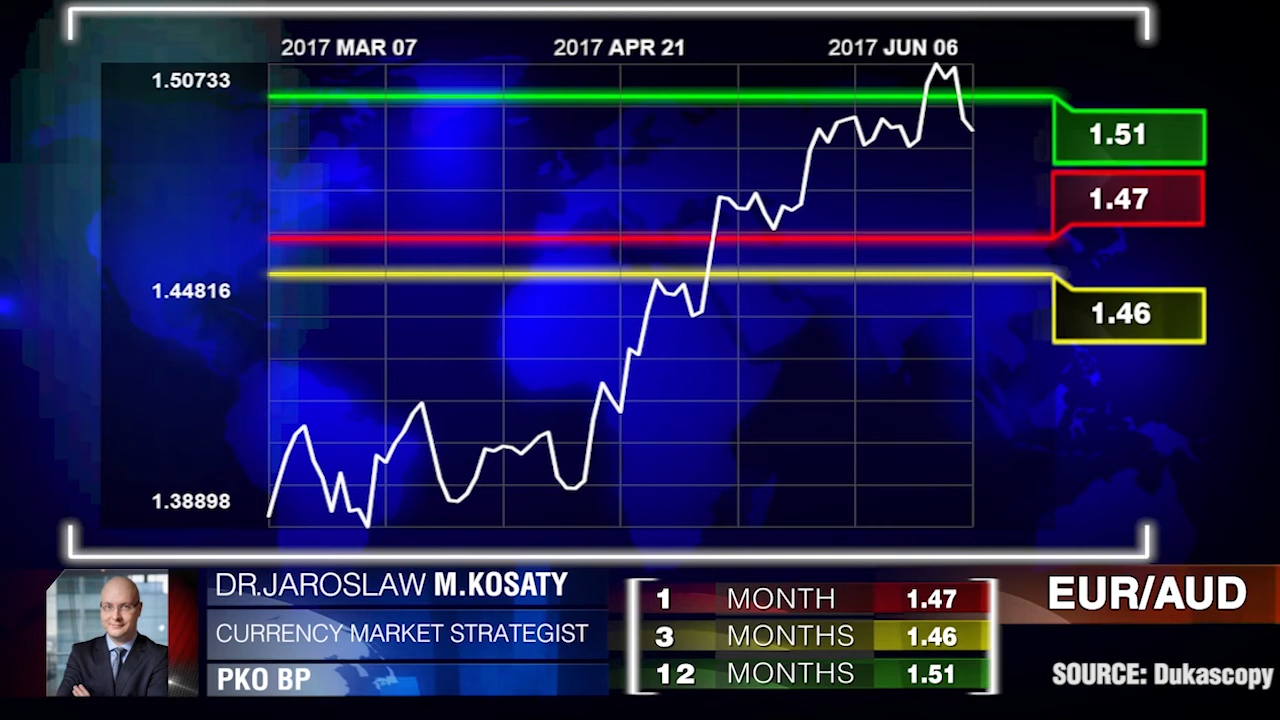 2017 MAR 07
2017 APR 21
2017 JUN 06
1.50733
1.44816
1.38898
1.51
1.47
1.46
DR.JAROSLAW M.KOSATY
CURRENCY MARKET STRATEGIST
PKO BP
1 MONTH 1.47
3 MONTHS 1.46
12 MONTHS 1.51
EUR/AUD
SOURCE: Dukascopy